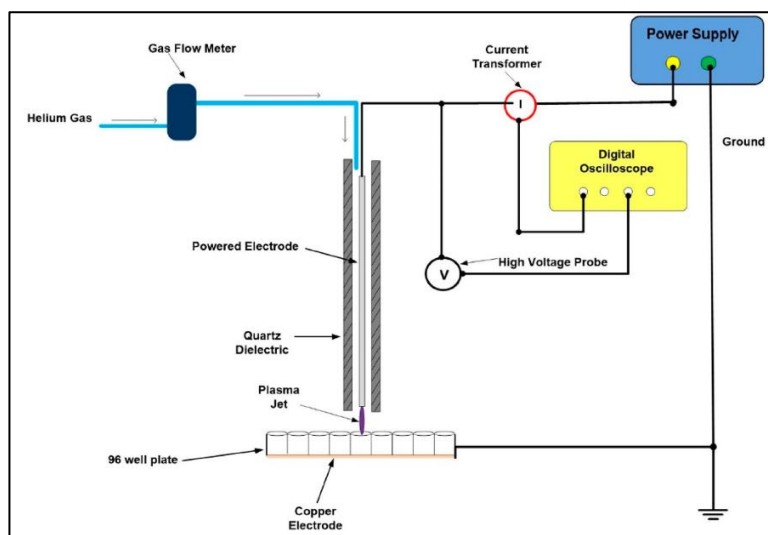 Gas Flow Meter
Helium Gas
Current
Transformer
I
Power Supply
Ground
Digital
Oscilloscope
High Voltage Probe
V
Powered Electrode
Quartz
Dielectric
Plasma
Jet
96 well plate
Copper
Electrode